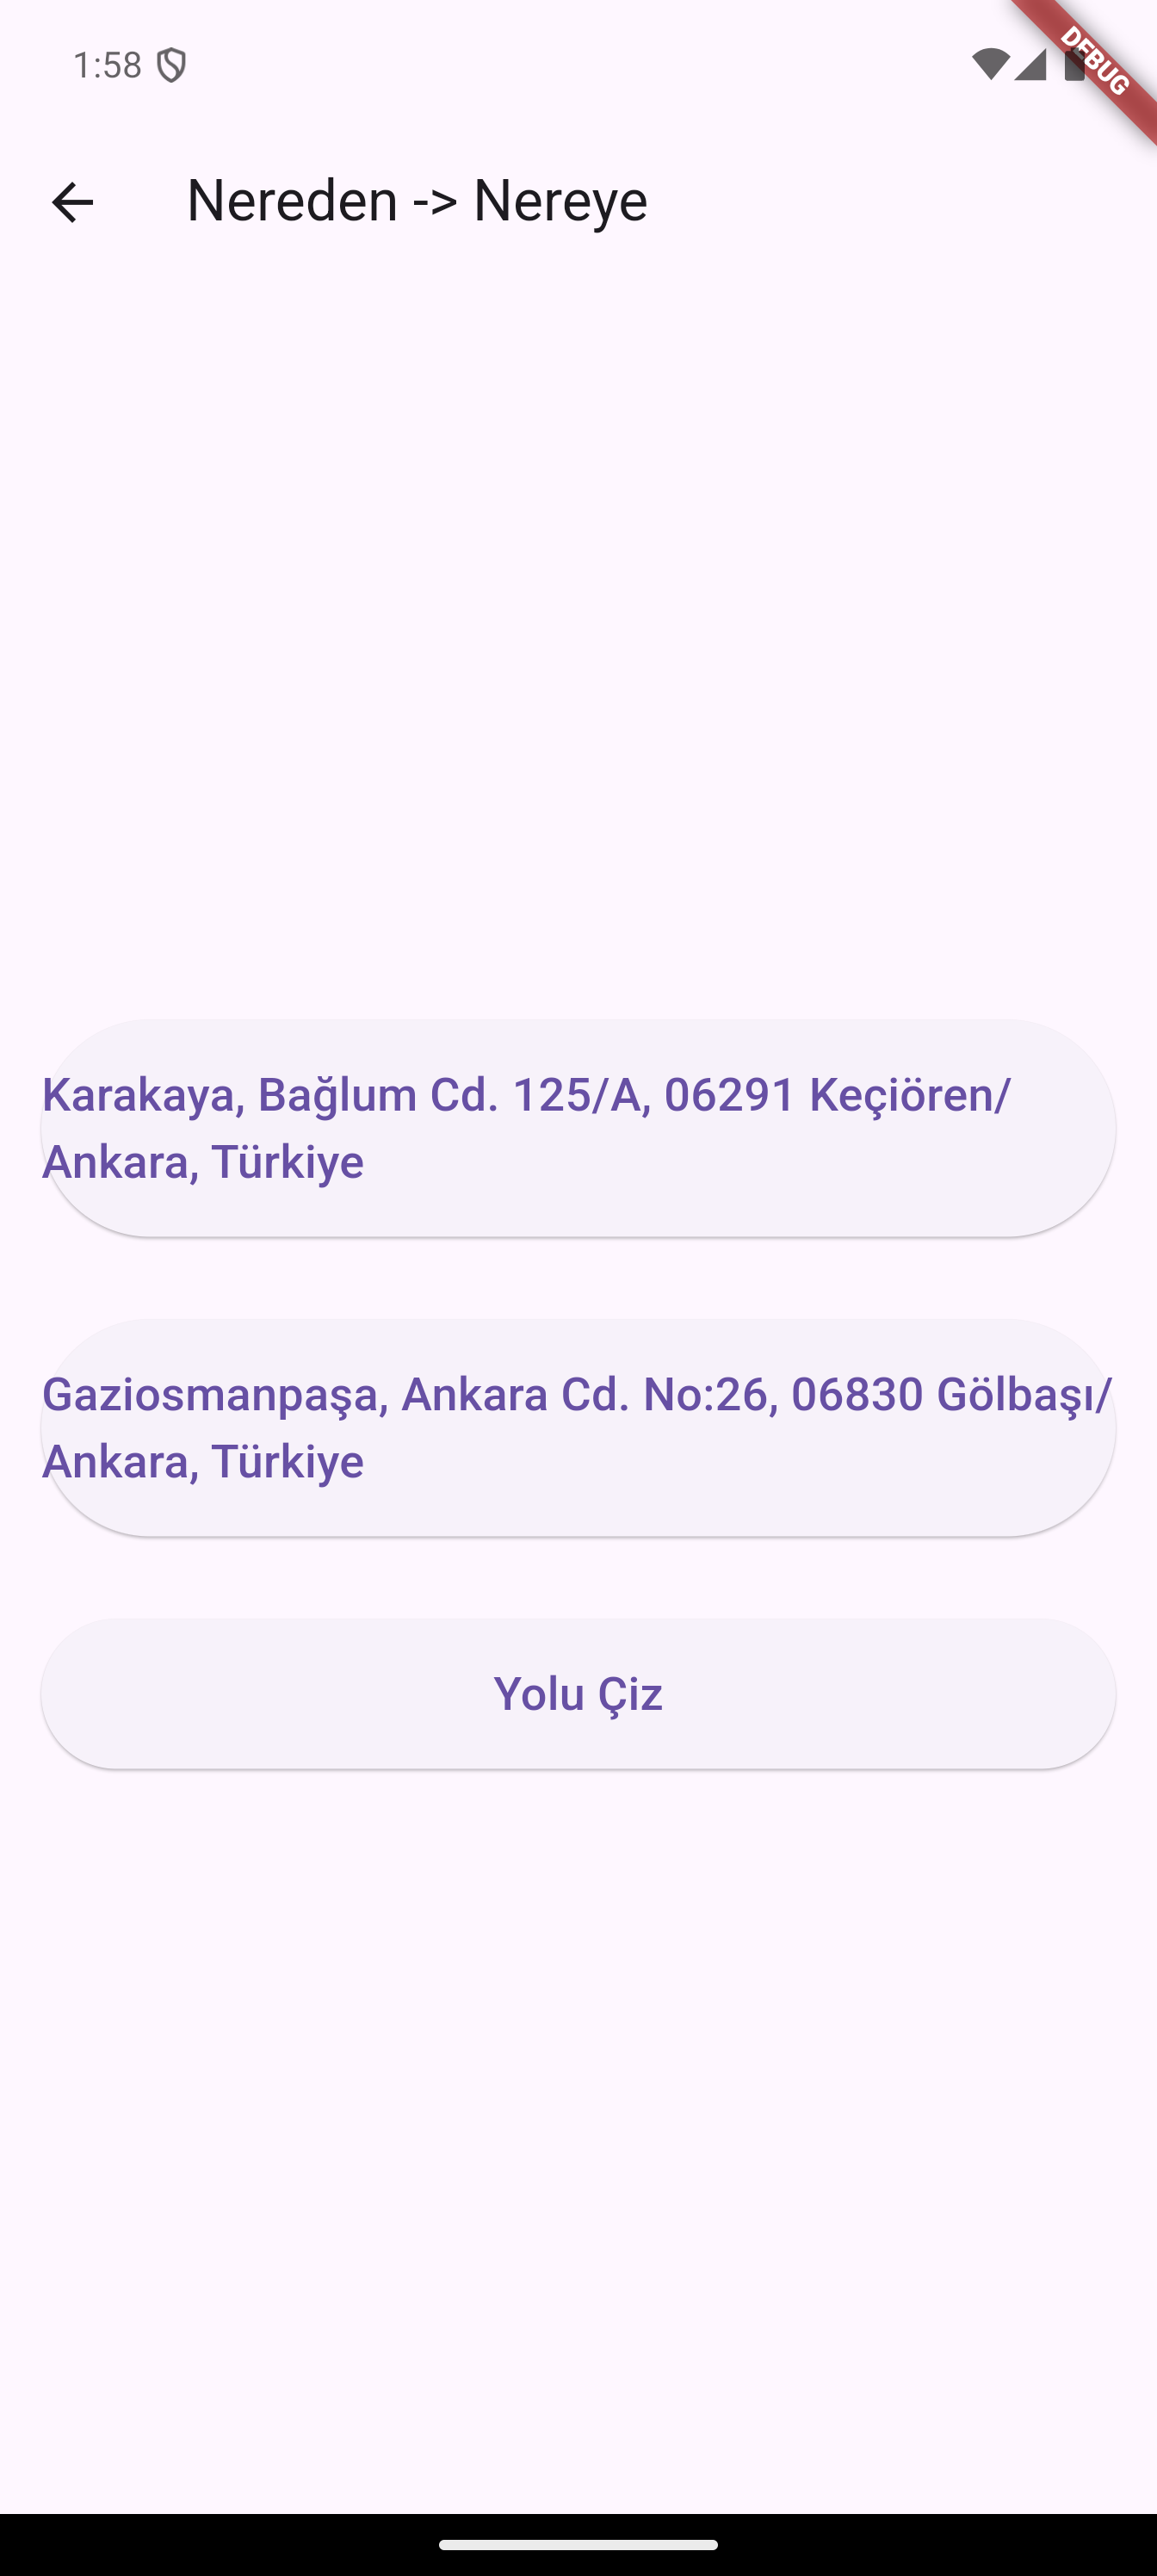 1:58
DEBUG
Nereden -> Nereye
Karakaya, Bağlum Cd. 125/A, 06291 Keçiören/
Ankara, Türkiye
Gaziosmanpaşa, Ankara Cd. No:26, 06830 Gölbaşı/
Ankara, Türkiye
Yolu Çiz